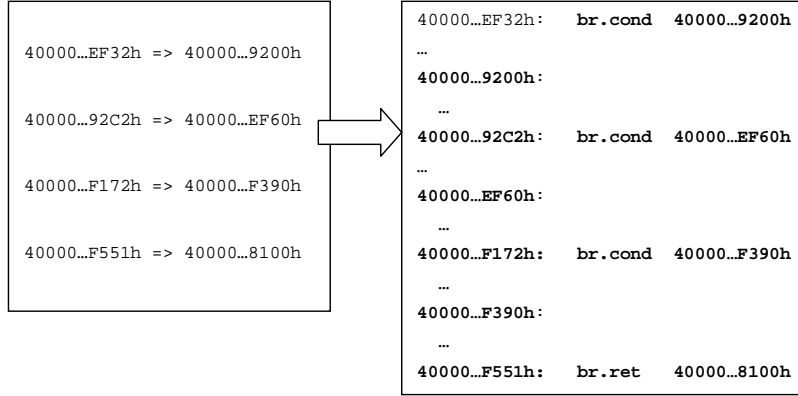 40000…EF32h => 40000…9200h
40000…92C2h => 40000…EF60h
40000…F172h => 40000…F390h
40000…F551h => 40000…8100h
40000…EF32h: br.cond 40000…9200h
…
40000…9200h:
…
40000…92C2h: br.cond 40000…EF60h
…
40000…EF60h:
…
40000…F172h: br.cond 40000…F390h
…
40000…F390h:
…
40000…F551h: br.ret 40000…8100h